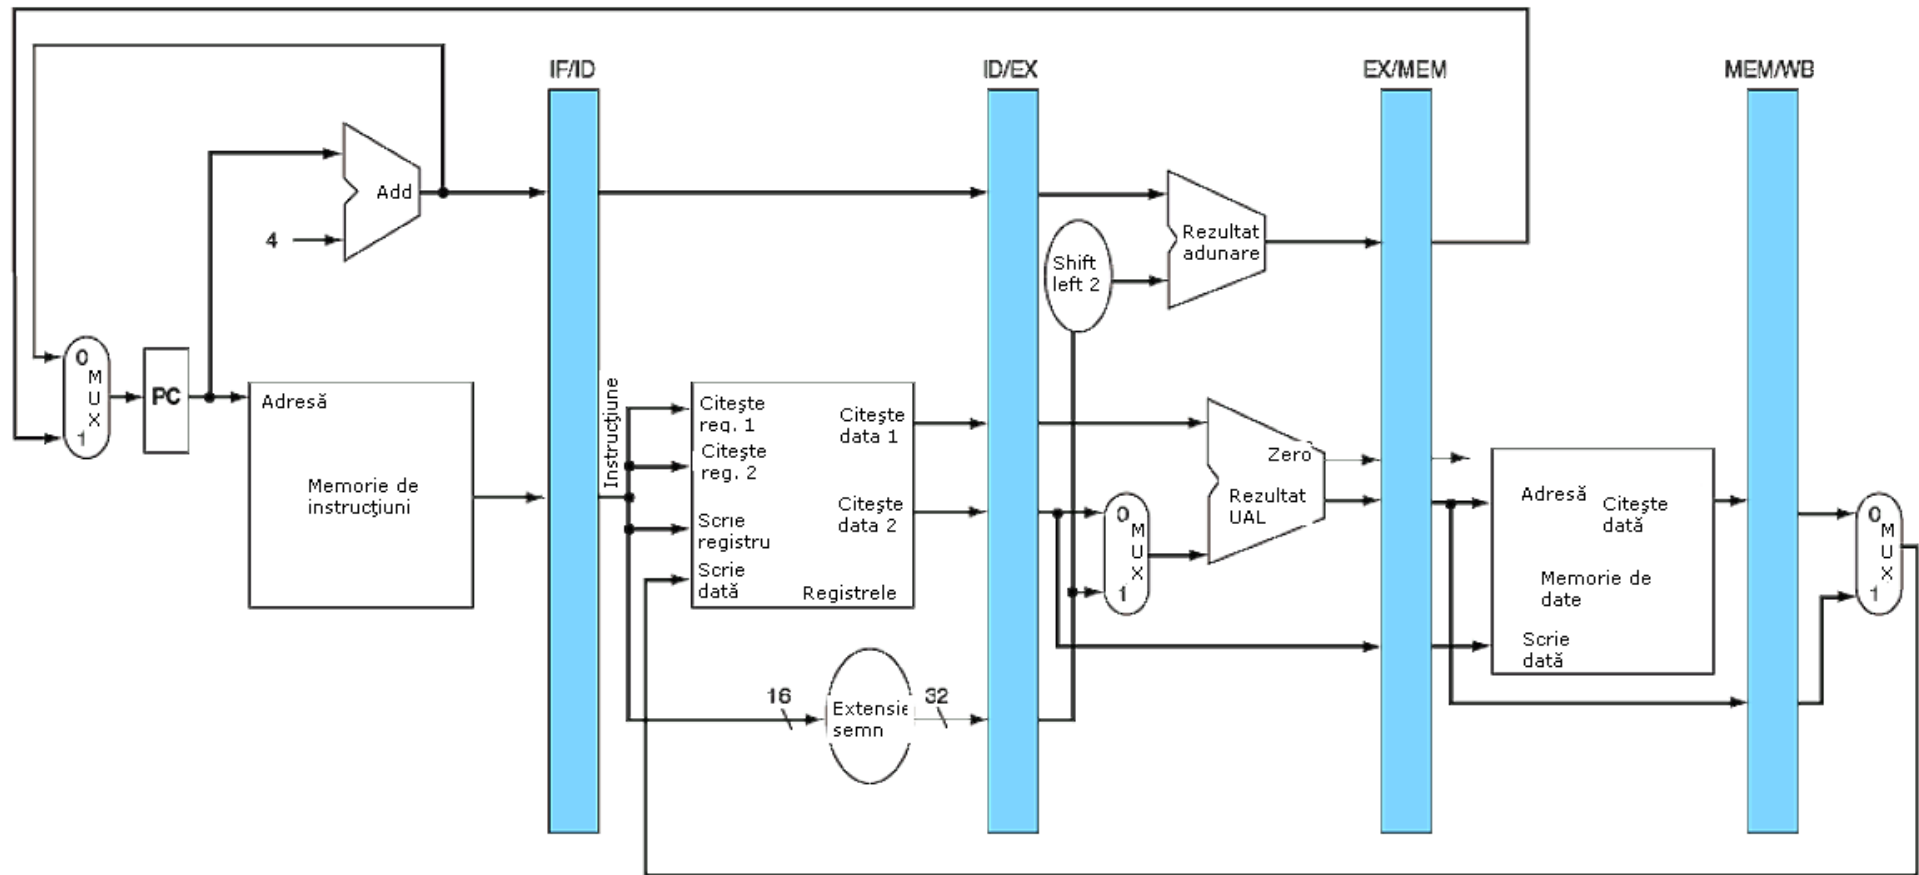 IF/ID
ID/EX
EX/MEM
MEM/WB
Add
4
Rezultat
adunare
Shift
left 2
0
M
U
X
1
PC
Adresă
Memorie de
instrucţiuni
Instrucţiune
Citeşte
reg. 1
Citeşte
reg. 2
Scrie
registru
Scrie
dată
Citeşte
data 1
Citeşte
data 2
Registrele
16
Extensie
semn
32
0
M
U
X
1
Zero
Rezultat
UAL
Adresă
Citeşte
dată
Memorie de
date
Scrie
dată
0
M
U
X
1